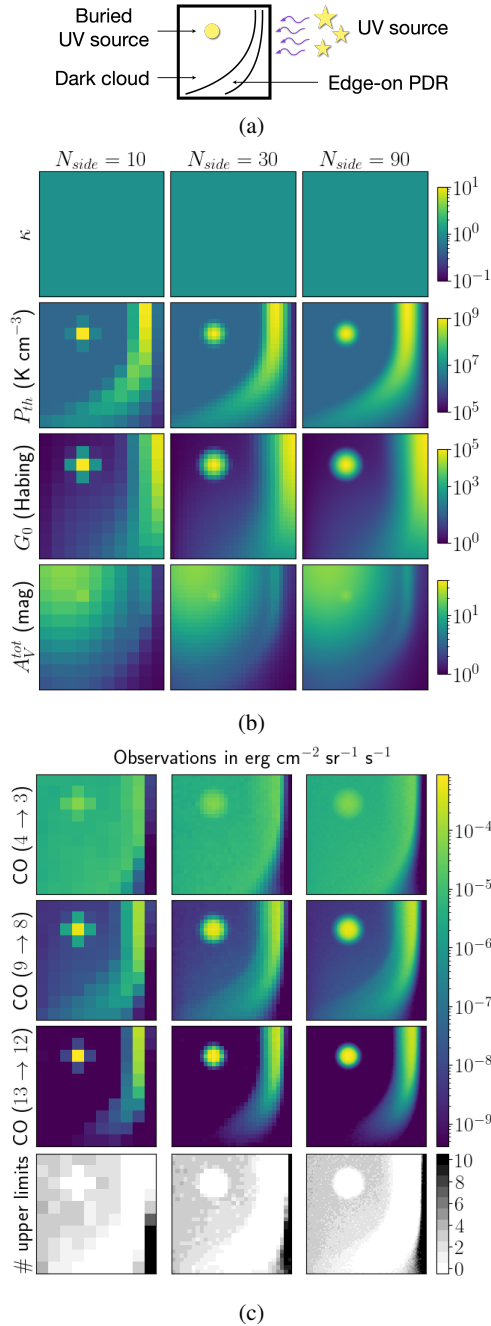 Buried
UV source
UV source
Dark cloud
Edge-on PDR
(a)
N_side = 10 N_side = 30 N_side = 90
κ
10^1
10^0
10^-1
P_th (K cm^-3)
10^9
10^7
10^5
G_0 (Habing)
10^5
10^3
10^0
A_V^tot (mag)
10^1
10^0
(b)
Observations in erg cm^-2 sr^-1 s^-1
CO (4 → 3)
CO (9 → 8)
CO (13 → 12)
10^-4
10^-5
10^-6
10^-7
10^-8
10^-9
# upper limits
10
8
6
4
2
0
(c)